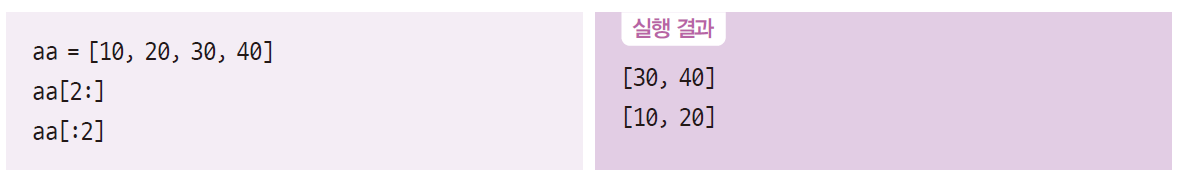 aa = [10, 20, 30, 40]
aa[2:]
aa[:2]
실행 결과
[30, 40]
[10, 20]